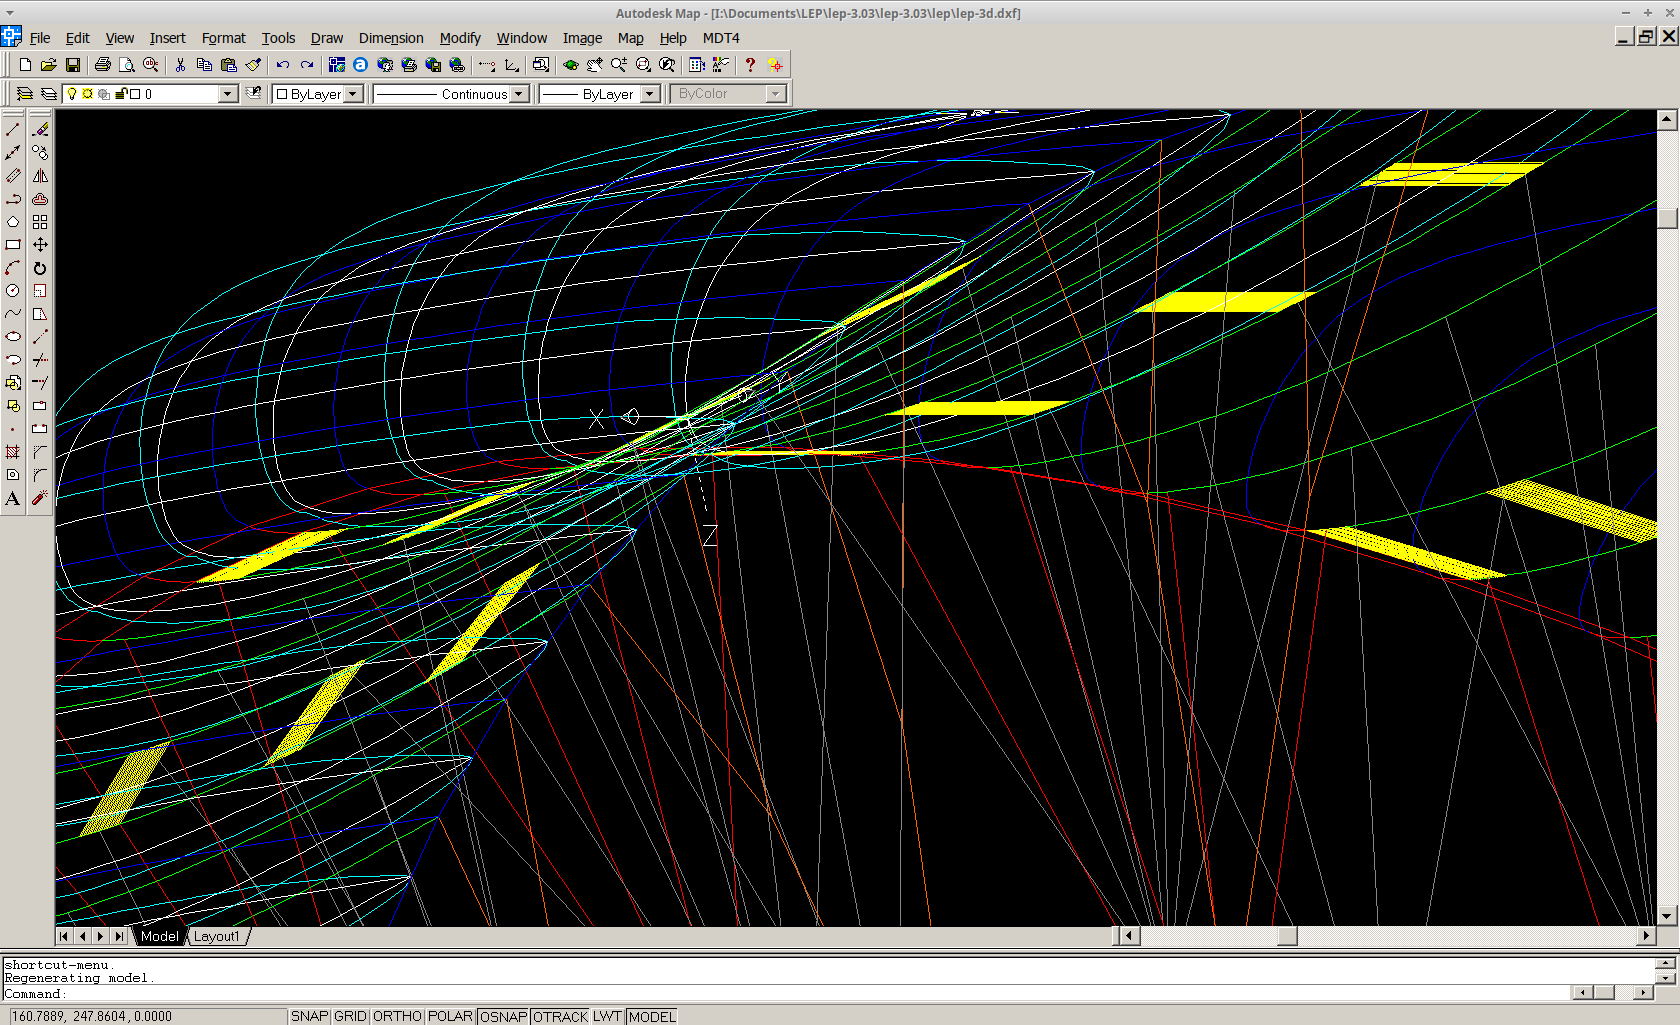 Autodesk Map - [I:\Documents\LEP\lep-3.03\lep-3.03\lep\lep-3d.dxf]
File Edit View Insert Format Tools Draw Dimension Modify Window Image Map Help MDT4
0 ByLayer Continuous ByLayer ByColor
X
Y
Z
A
Model Layout1
shortcut-menu.
Regenerating model.
Command:
160.7889, 247.8604, 0.0000 SNAP GRID ORTHO POLAR OSNAP OTRACK LWT MODEL